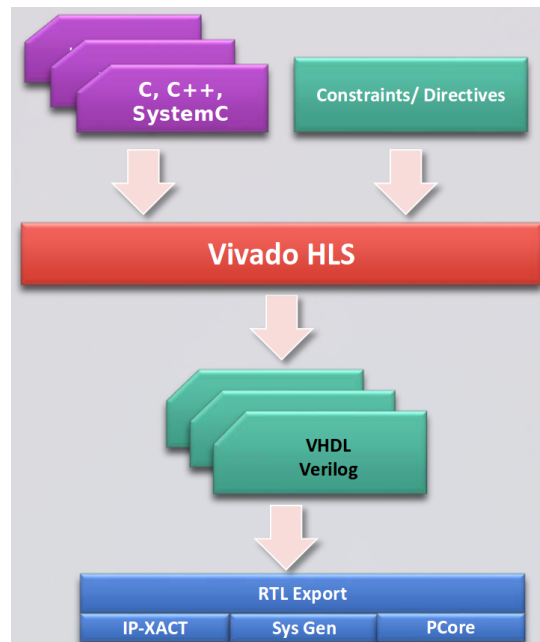 C, C++,
SystemC
Constraints/ Directives
Vivado HLS
VHDL
Verilog
RTL Export
IP-XACT
Sys Gen
PCore